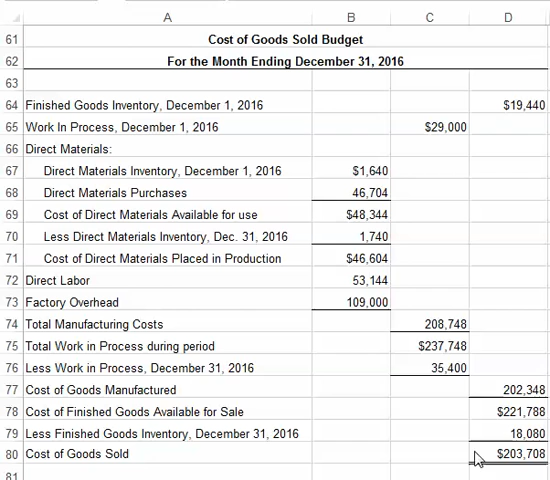 A B C D
61 Cost of Goods Sold Budget
62 For the Month Ending December 31, 2016
63
64 Finished Goods Inventory, December 1, 2016 $19,440
65 Work In Process, December 1, 2016 $29,000
66 Direct Materials:
67 Direct Materials Inventory, December 1, 2016 $1,640
68 Direct Materials Purchases 46,704
69 Cost of Direct Materials Available for use $48,344
70 Less Direct Materials Inventory, Dec. 31, 2016 1,740
71 Cost of Direct Materials Placed in Production $46,604
72 Direct Labor 53,144
73 Factory Overhead 109,000
74 Total Manufacturing Costs 208,748
75 Total Work in Process during period $237,748
76 Less Work in Process, December 31, 2016 35,400
77 Cost of Goods Manufactured 202,348
78 Cost of Finished Goods Available for Sale $221,788
79 Less Finished Goods Inventory, December 31, 2016 18,080
80 Cost of Goods Sold $203,708
81